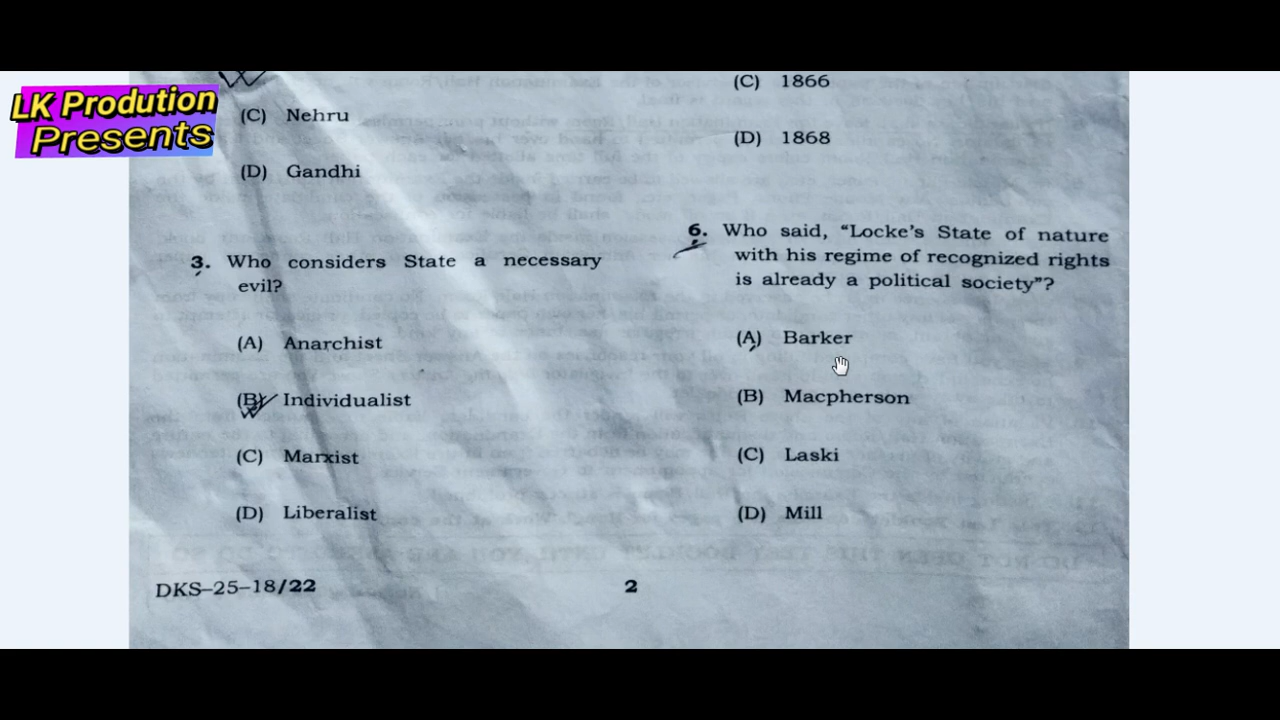 LK Prodution
Presents
(C) Nehru
(D) Gandhi
3. Who considers State a necessary
evil?
(A) Anarchist
(B) Individualist
(C) Marxist
(D) Liberalist
DKS–25–18/22
2
(C) 1866
(D) 1868
6. Who said, “Locke’s State of nature
with his regime of recognized rights
is already a political society”?
(A) Barker
(B) Macpherson
(C) Laski
(D) Mill